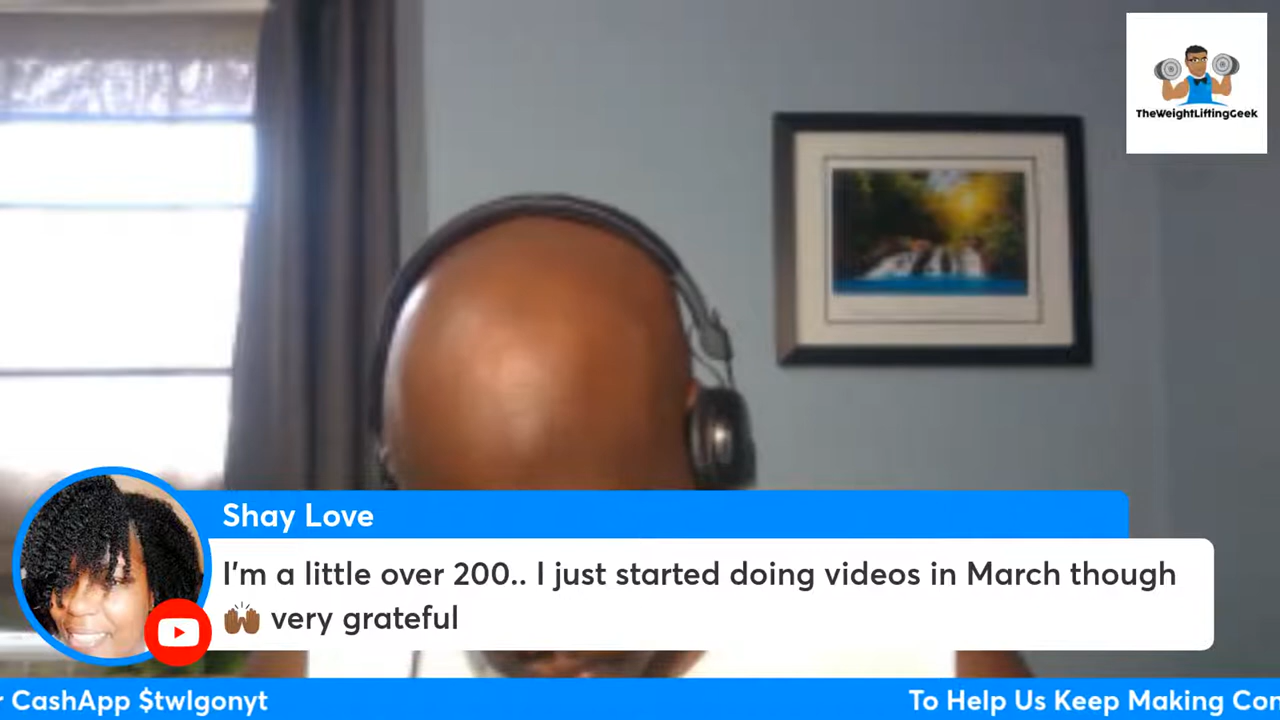 TheWeightLiftingGeek
Shay Love
I'm a little over 200.. I just started doing videos in March though
🙌🏾 very grateful
r CashApp $twlgonyt
To Help Us Keep Making Con